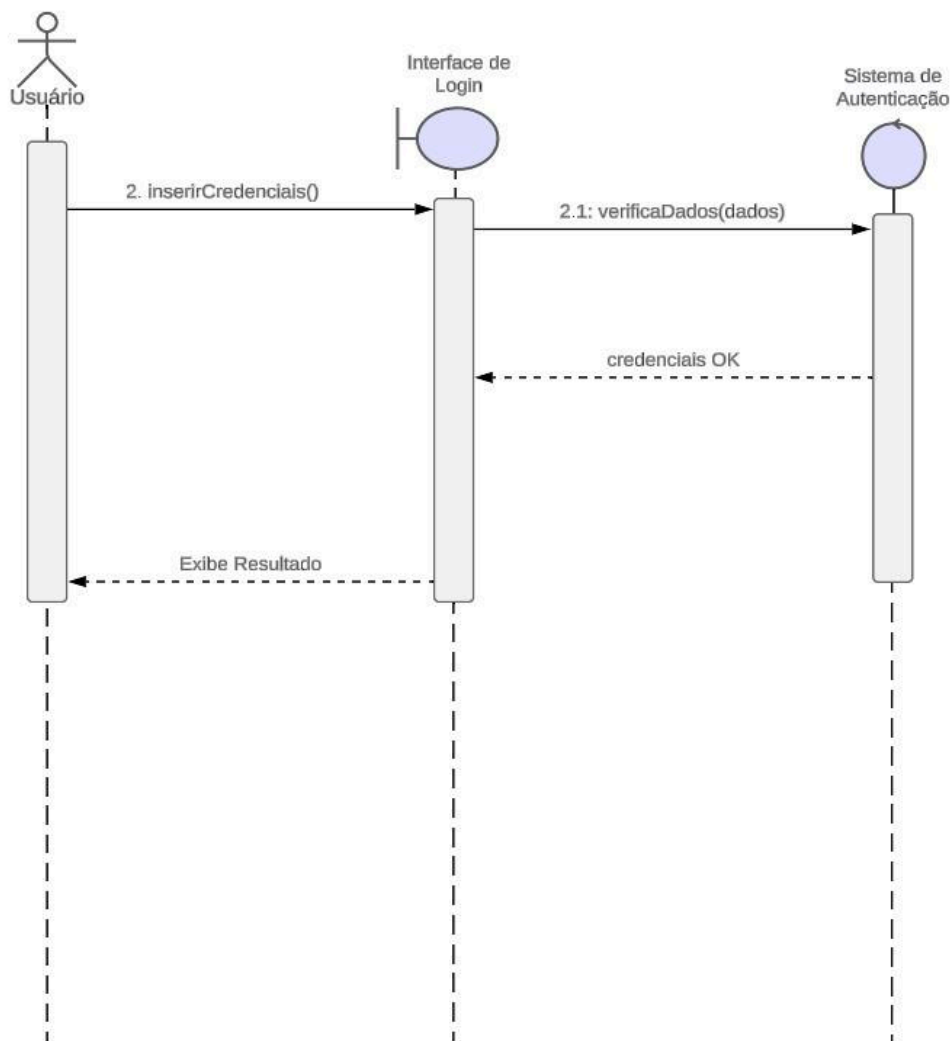 Usuário
Interface de
Login
Sistema de
Autenticação
2. inserirCredenciais()
2.1: verificaDados(dados)
credenciais OK
Exibe Resultado